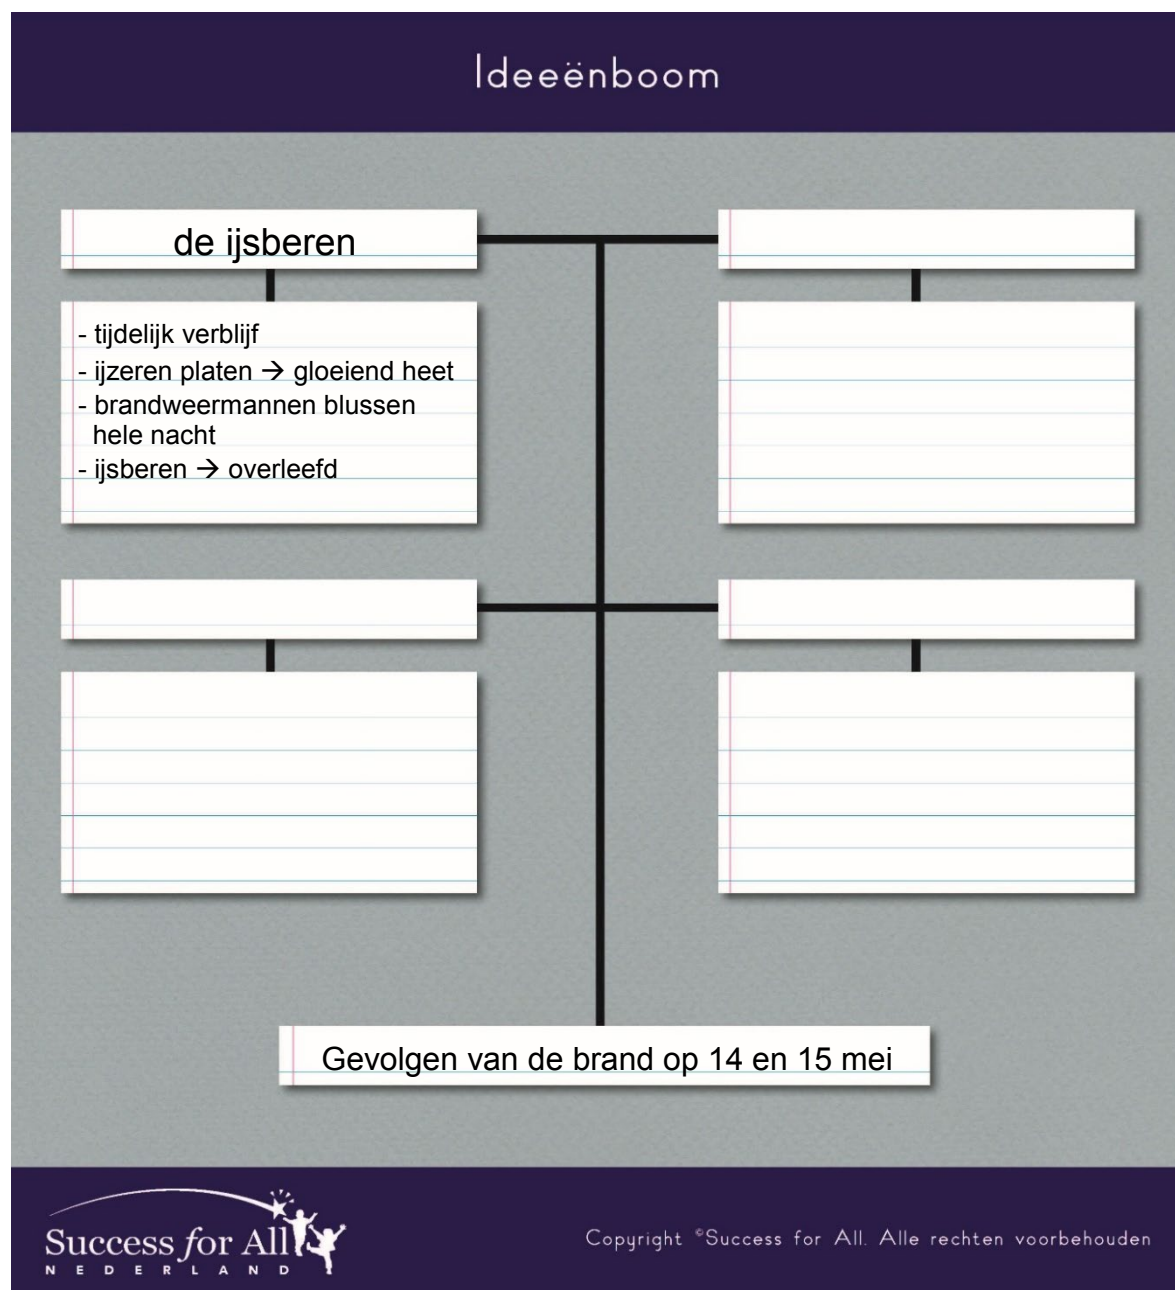 Ideeënboom
de ijsberen
- tijdelijk verblijf
- ijzeren platen → gloeiend heet
- brandweermannen blussen
hele nacht
- ijsberen → overleefd
Gevolgen van de brand op 14 en 15 mei
Success for All
NEDERLAND
Copyright ©Success for All. Alle rechten voorbehouden